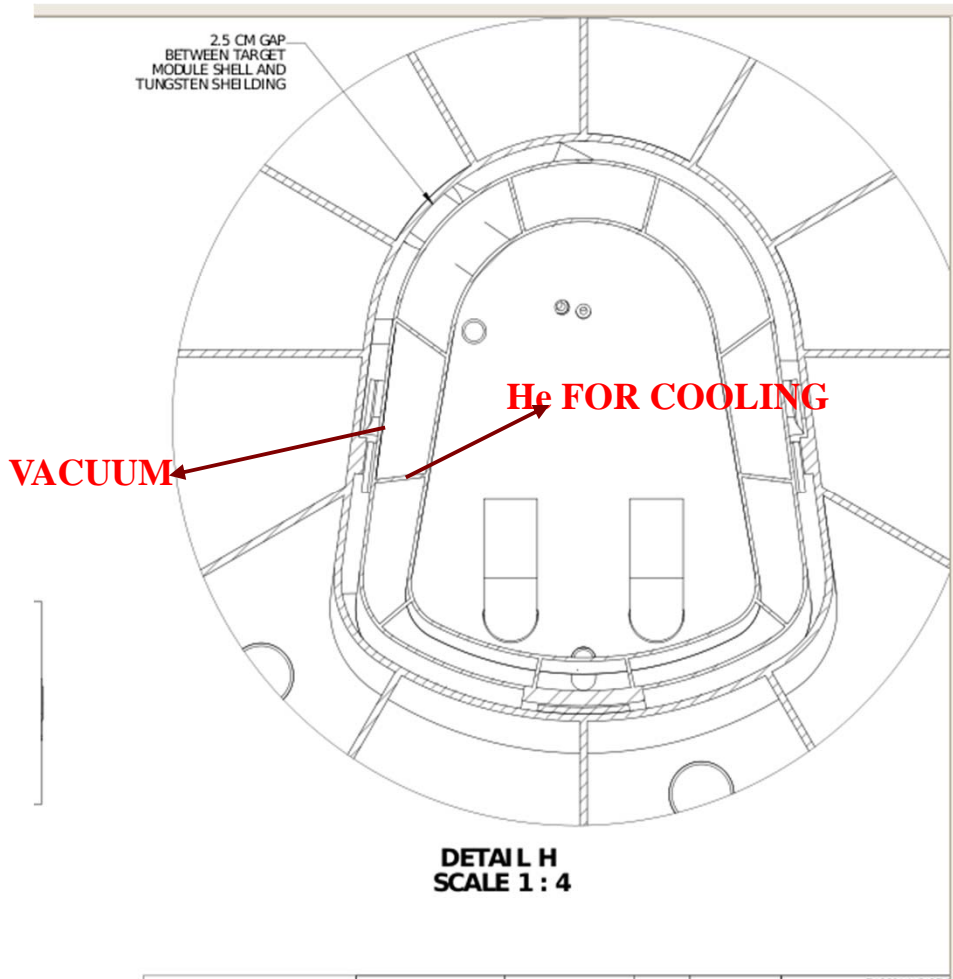 2.5 CM GAP
BETWEEN TARGET
MODULE SHELL AND
TUNGSTEN SHEILDING
He FOR COOLING
VACUUM
DETAIL H
SCALE 1 : 4